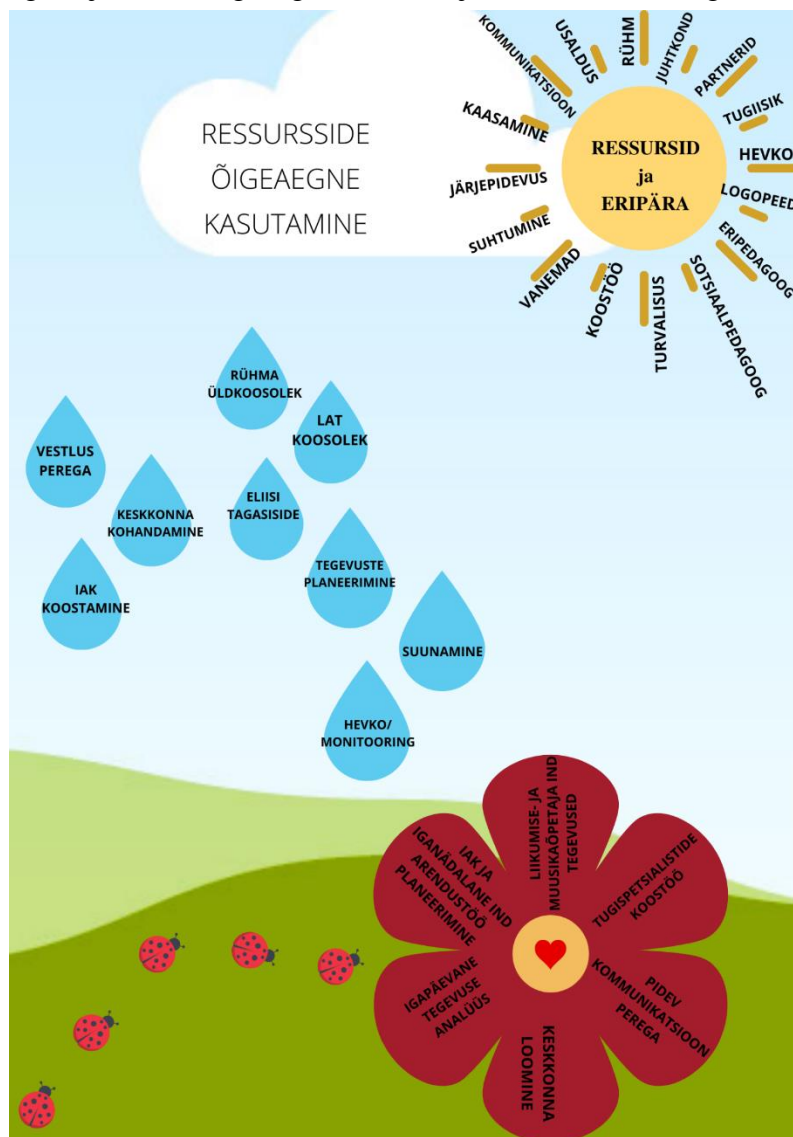 RESSURSSIDE
ÕIGEAEGNE
KASUTAMINE
RESSURSID
ja
ERIPÄRA
RÜHM
JUHTKOND
PARTNERID
TUGIISIK
HEVKO
LOGOPEED
ERIPEDAGOOG
SOTSIAALPEDAGOOG
TURVALISUS
KOOSTÖÖ
VANEMAD
SUHTUMINE
JÄRJEPIDEVUS
KAASAMINE
KOMMUNIKATSIOON
USALDUS
RÜHMA
ÜLDKOOSOLEK
LAT
KOOSOLEK
VESTLUS
PEREGA
KESKKONNA
KOHANDAMINE
ELIISI
TAGASISIDE
TEGEVUSTE
PLANEERIMINE
IAK
KOOSTAMINE
SUUNAMINE
HEVKO/
MONITOORING
LIIKUMISE- JA
MUUSIKAÕPETAJA IND
TEGEVUSED
TUGISPETSIALISTIDE
KOOSTÖÖ
PIDEV
KOMMUNIKATSIOON
PEREGA
KESKKONNA
LOOMINE
IGAPÄEVANE
TEGEVUSE
ANALÜÜS
IAK JA
IGANÄDALANE IND
ARENDUSTÖÖ
PLANEERIMINE